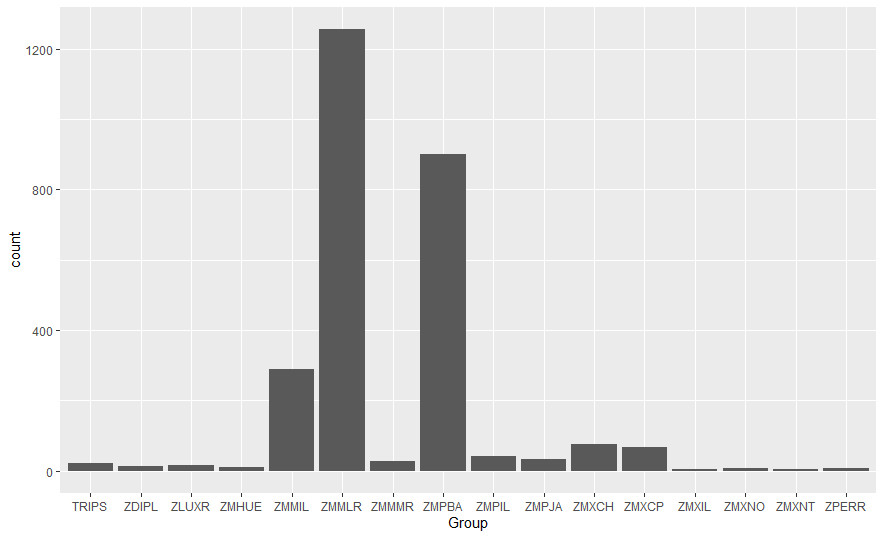 1200
800
400
0
count
TRIPS ZDIPL ZLUXR ZMHUE ZMMIL ZMMLR ZMMMR ZMPBA ZMPIL ZMPJA ZMXCH ZMXCP ZMXIL ZMXNO ZMXNT ZPERR
Group